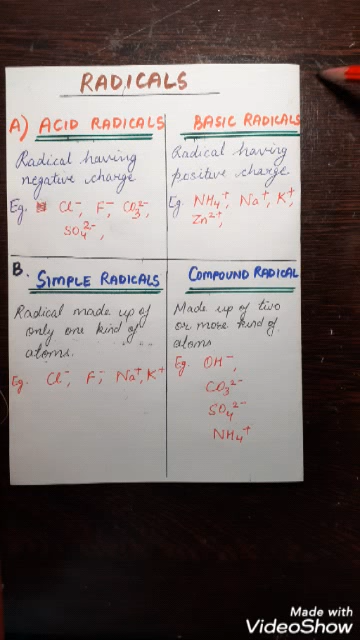 RADICALS
A) ACID RADICALS
Radical having
negative charge
Eg. Cl⁻, F⁻, CO₃²⁻,
SO₄²⁻,
BASIC RADICALS
Radical having
positive charge
Eg. NH₄⁺, Na⁺, K⁺,
Zn²⁺,
B. SIMPLE RADICALS
Radical made up of
only one kind of
atoms.
Eg. Cl⁻, F⁻, Na⁺, K⁺
COMPOUND RADICAL
Made up of two
or more kind of
atoms
Eg. OH⁻,
CO₃²⁻
SO₄²⁻
NH₄⁺
Made with
VideoShow